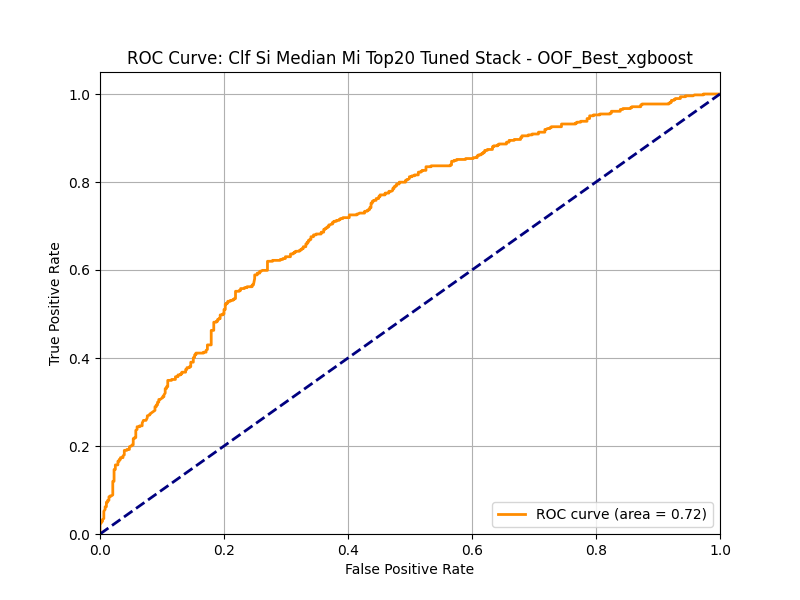 ROC Curve: Clf Si Median Mi Top20 Tuned Stack - OOF_Best_xgboost
1.0
0.8
0.6
0.4
0.2
0.0
True Positive Rate
ROC curve (area = 0.72)
0.0 0.2 0.4 0.6 0.8 1.0
False Positive Rate